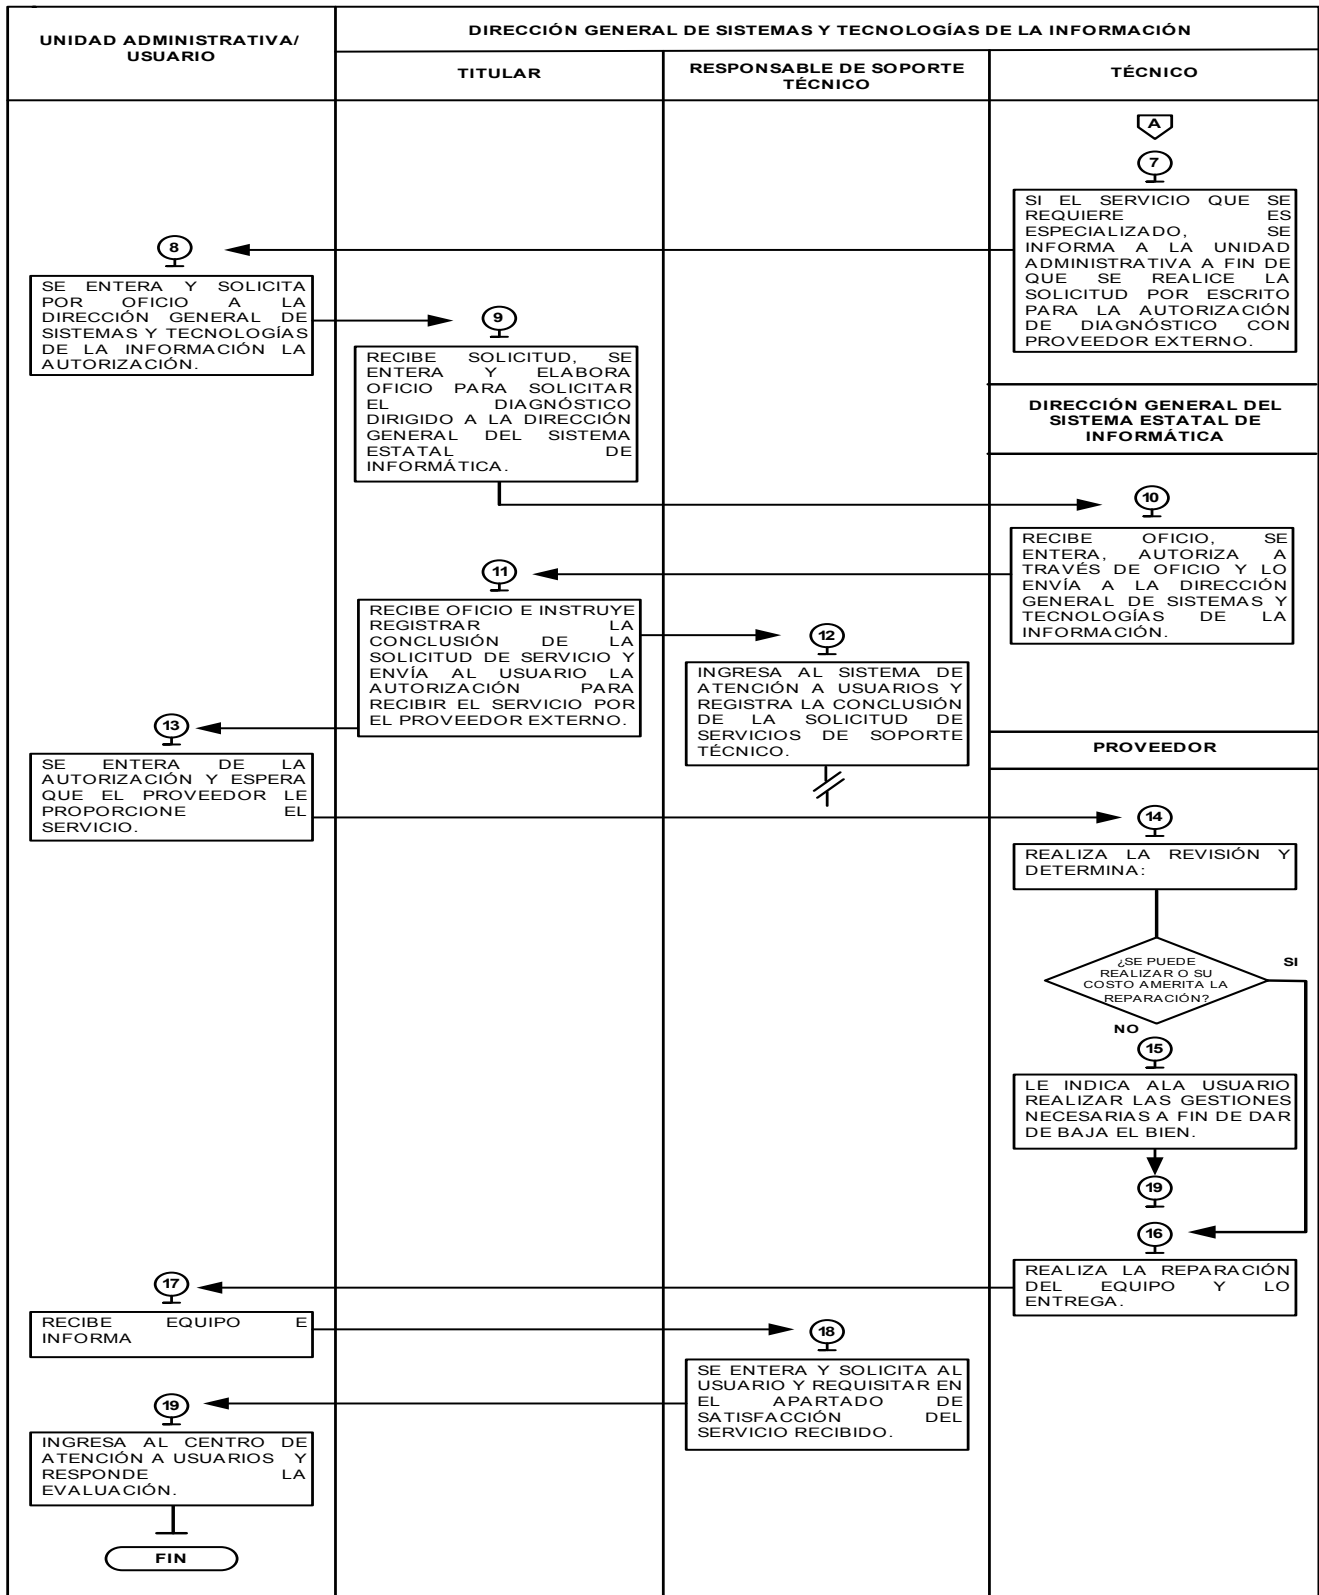 UNIDAD ADMINISTRATIVA/
USUARIO
DIRECCIÓN GENERAL DE SISTEMAS Y TECNOLOGÍAS DE LA INFORMACIÓN
TITULAR
RESPONSABLE DE SOPORTE
TÉCNICO
TÉCNICO
A
7
SI EL SERVICIO QUE SE
REQUIERE ES
ESPECIALIZADO, SE
INFORMA A LA UNIDAD
ADMINISTRATIVA A FIN DE
QUE SE REALICE LA
SOLICITUD POR ESCRITO
PARA LA AUTORIZACIÓN
DE DIAGNÓSTICO CON
PROVEEDOR EXTERNO.
8
SE ENTERA Y SOLICITA
POR OFICIO A LA
DIRECCIÓN GENERAL DE
SISTEMAS Y TECNOLOGÍAS
DE LA INFORMACIÓN LA
AUTORIZACIÓN.
9
RECIBE SOLICITUD, SE
ENTERA Y ELABORA
OFICIO PARA SOLICITAR
EL DIAGNÓSTICO
DIRIGIDO A LA DIRECCIÓN
GENERAL DEL SISTEMA
ESTATAL DE
INFORMÁTICA.
DIRECCIÓN GENERAL DEL
SISTEMA ESTATAL DE
INFORMÁTICA
10
RECIBE OFICIO, SE
ENTERA, AUTORIZA A
TRAVÉS DE OFICIO Y LO
ENVÍA A LA DIRECCIÓN
GENERAL DE SISTEMAS Y
TECNOLOGÍAS DE LA
INFORMACIÓN.
11
RECIBE OFICIO E INSTRUYE
REGISTRAR LA
CONCLUSIÓN DE LA
SOLICITUD DE SERVICIO Y
ENVÍA AL USUARIO LA
AUTORIZACIÓN PARA
RECIBIR EL SERVICIO POR
EL PROVEEDOR EXTERNO.
12
INGRESA AL SISTEMA DE
ATENCIÓN A USUARIOS Y
REGISTRA LA CONCLUSIÓN
DE LA SOLICITUD DE
SERVICIOS DE SOPORTE
TÉCNICO.
13
SE ENTERA DE LA
AUTORIZACIÓN Y ESPERA
QUE EL PROVEEDOR LE
PROPORCIONE EL
SERVICIO.
PROVEEDOR
14
REALIZA LA REVISIÓN Y
DETERMINA:
¿SE PUEDE
REALIZAR O SU
COSTO AMERITA LA
REPARACIÓN?
SI
NO
15
LE INDICA ALA USUARIO
REALIZAR LAS GESTIONES
NECESARIAS A FIN DE DAR
DE BAJA EL BIEN.
19
16
REALIZA LA REPARACIÓN
DEL EQUIPO Y LO
ENTREGA.
17
RECIBE EQUIPO E
INFORMA
18
SE ENTERA Y SOLICITA AL
USUARIO Y REQUISITAR EN
EL APARTADO DE
SATISFACCIÓN DEL
SERVICIO RECIBIDO.
19
INGRESA AL CENTRO DE
ATENCIÓN A USUARIOS Y
RESPONDE LA
EVALUACIÓN.
FIN